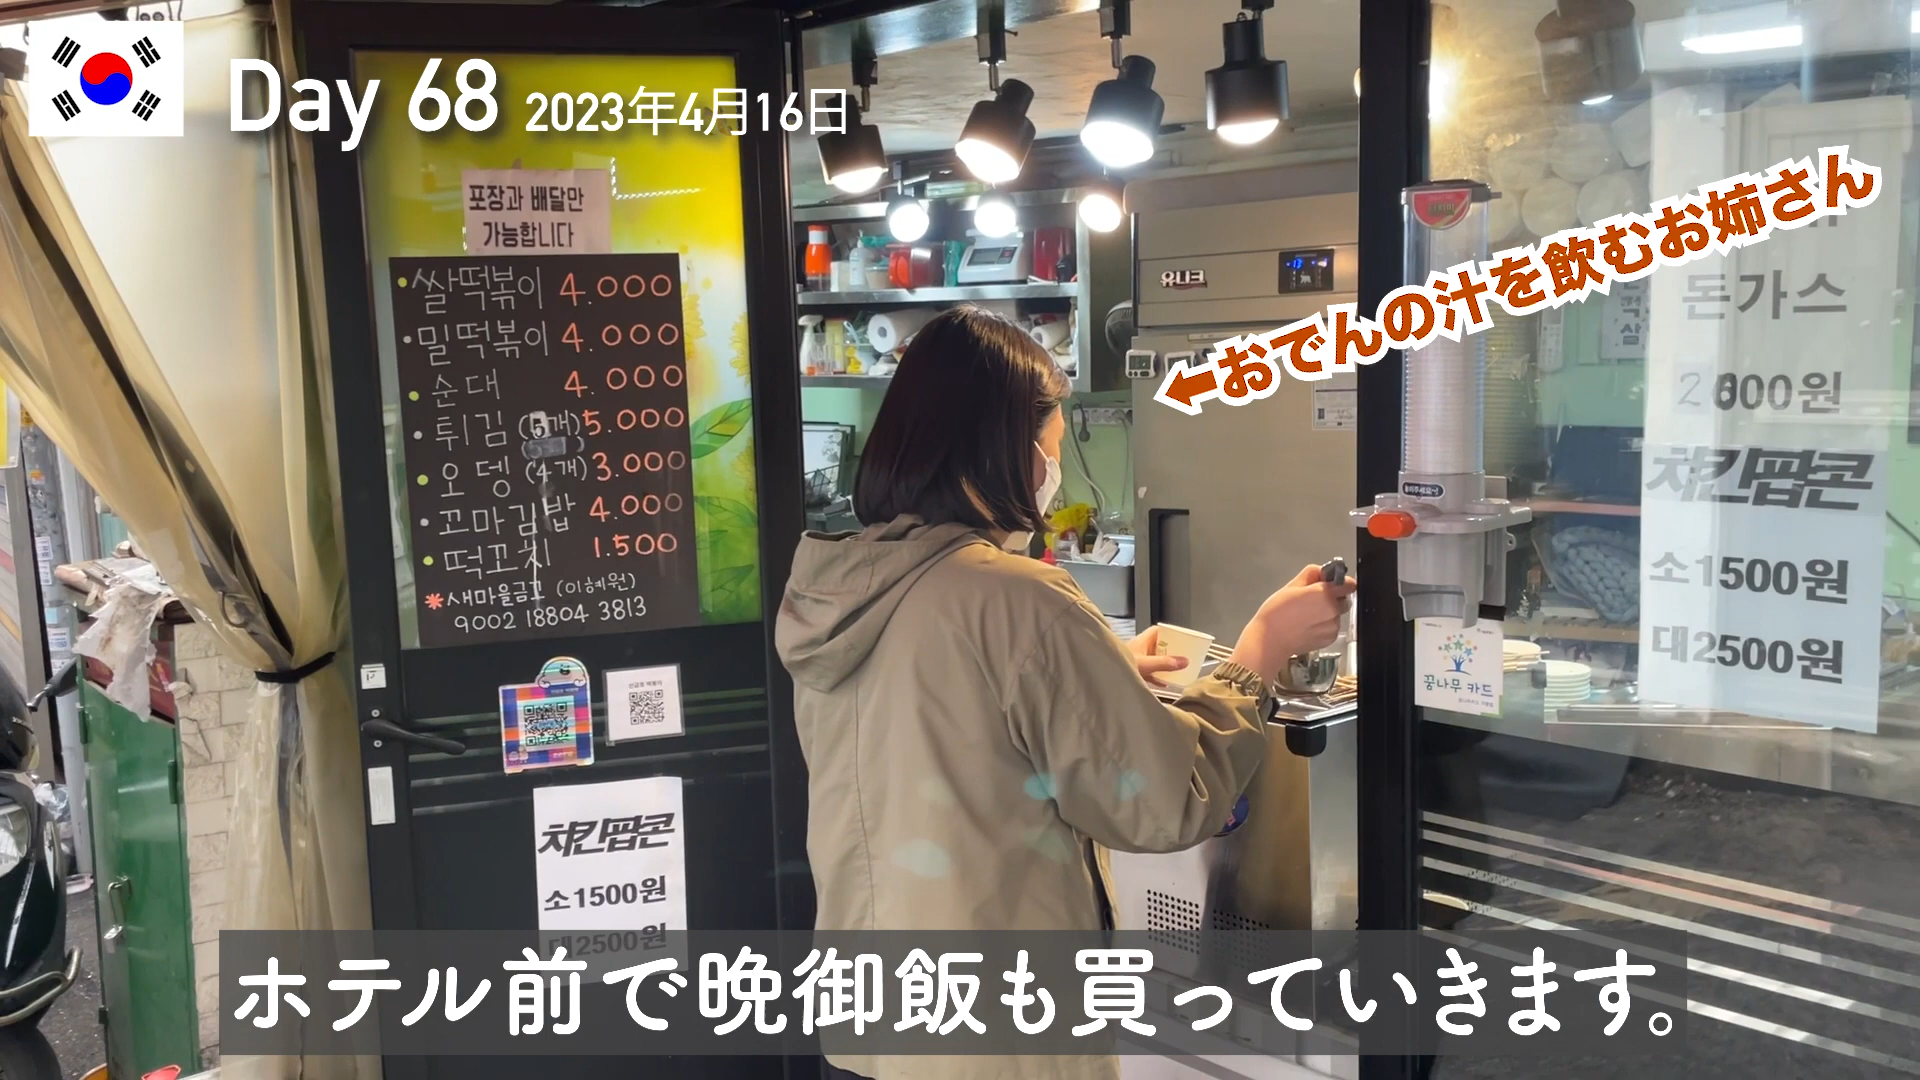 Day 68 2023年4月16日
포장과 배달만
가능합니다
쌀떡볶이 4.000
밀떡볶이 4.000
순대 4.000
튀김 (5개) 5.000
오뎅 (4개) 3.000
꼬마김밥 4.000
떡꼬치 1.500
새마을금고 (이혜원)
9002 18804 3813
치킨팝콘
소1500원
대2500원
유니크
←おでんの汁を飲むお姉さん
돈가스
치킨팝콘
소1500원
대2500원
꿈나무 카드
ホテル前で晩御飯も買っていきます。